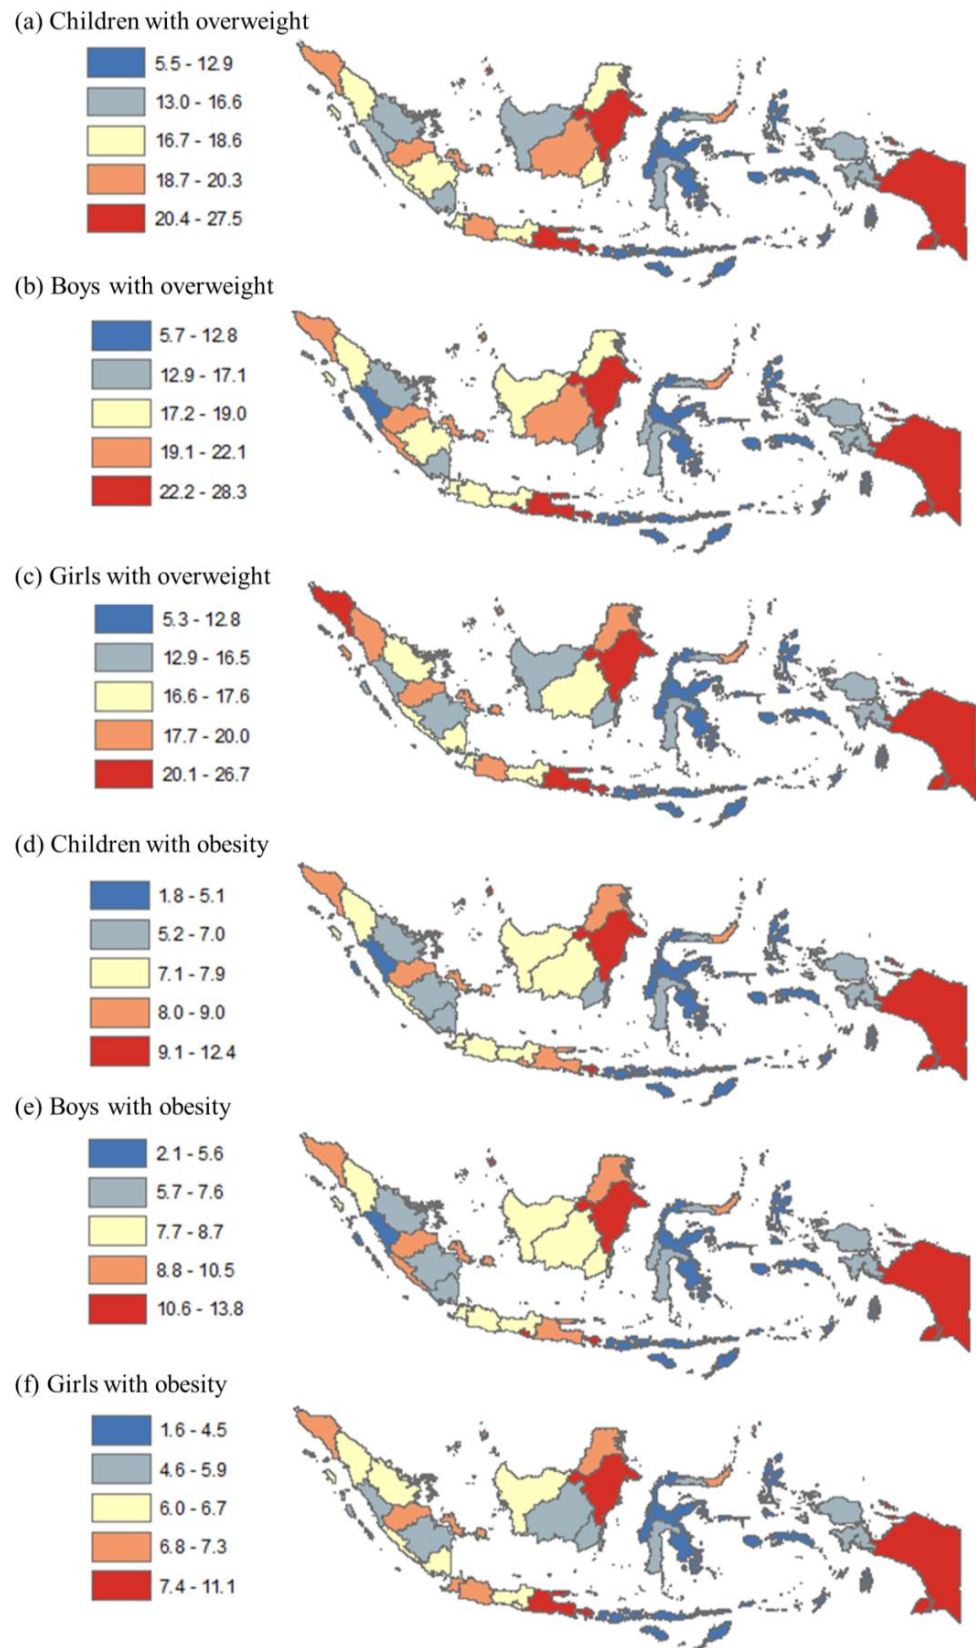 (a) Children with overweight
5.5 - 12.9
13.0 - 16.6
16.7 - 18.6
18.7 - 20.3
20.4 - 27.5
(b) Boys with overweight
5.7 - 12.8
12.9 - 17.1
17.2 - 19.0
19.1 - 22.1
22.2 - 28.3
(c) Girls with overweight
5.3 - 12.8
12.9 - 16.5
16.6 - 17.6
17.7 - 20.0
20.1 - 26.7
(d) Children with obesity
1.8 - 5.1
5.2 - 7.0
7.1 - 7.9
8.0 - 9.0
9.1 - 12.4
(e) Boys with obesity
2.1 - 5.6
5.7 - 7.6
7.7 - 8.7
8.8 - 10.5
10.6 - 13.8
(f) Girls with obesity
1.6 - 4.5
4.6 - 5.9
6.0 - 6.7
6.8 - 7.3
7.4 - 11.1